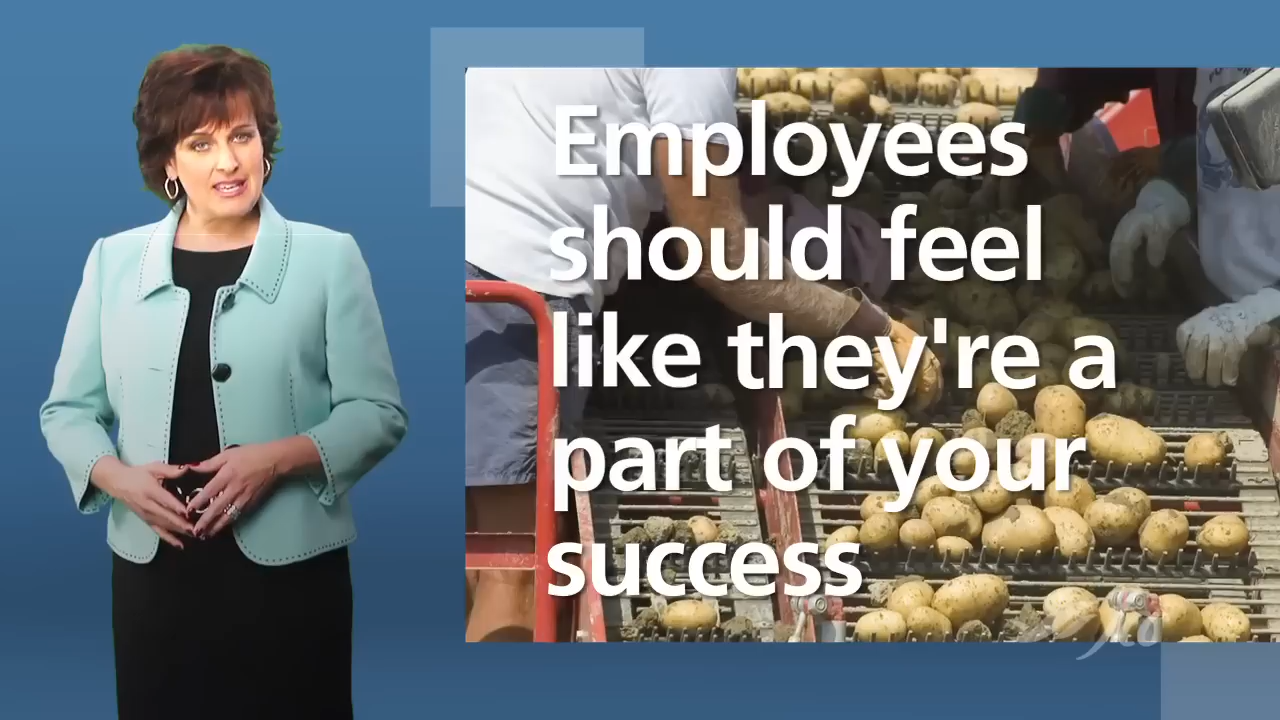 Employees
should feel
like they're a
part of your
success